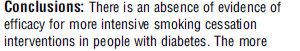 Conclusions: There is an absence of evidence of
efficacy for more intensive smoking cessation
interventions in people with diabetes. The more